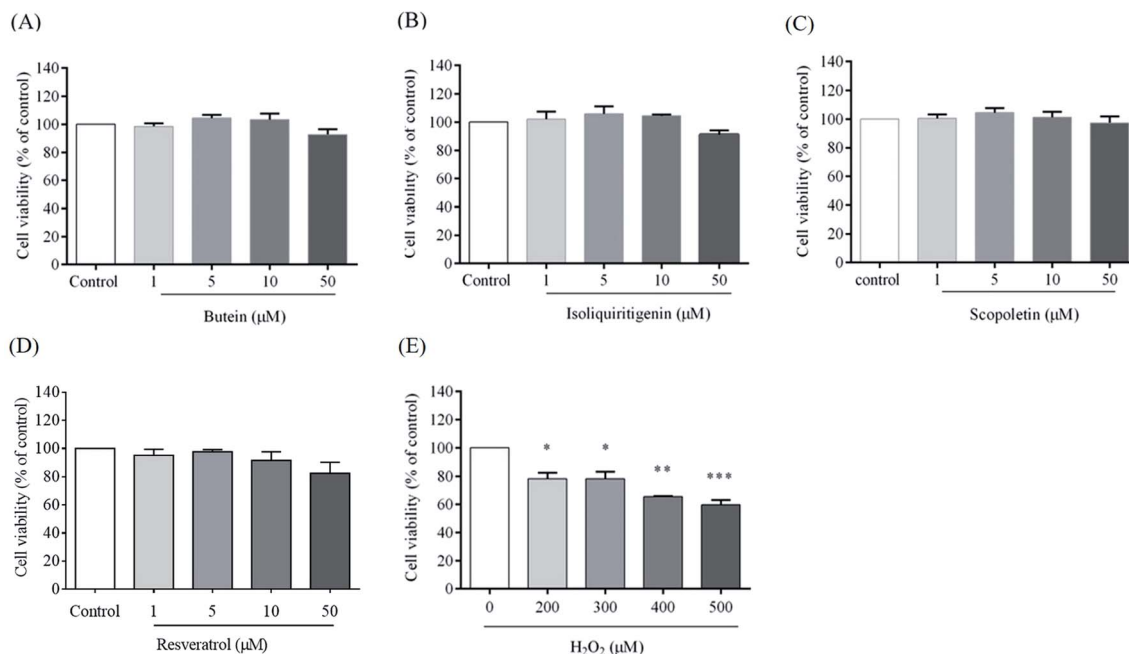 (A)
Cell viability (% of control)
140
120
100
80
60
40
20
0
Control 1 5 10 50
Butein (μM)
(B)
Cell viability (% of control)
140
120
100
80
60
40
20
0
Control 1 5 10 50
Isoliquiritigenin (μM)
(C)
Cell viability (% of control)
140
120
100
80
60
40
20
0
control 1 5 10 50
Scopoletin (μM)
(D)
Cell viability (% of control)
140
120
100
80
60
40
20
0
Control 1 5 10 50
Resveratrol (μM)
(E)
Cell viability (% of control)
140
120
100
80
60
40
20
0
* * ** ***
0 200 300 400 500
H₂O₂ (μM)